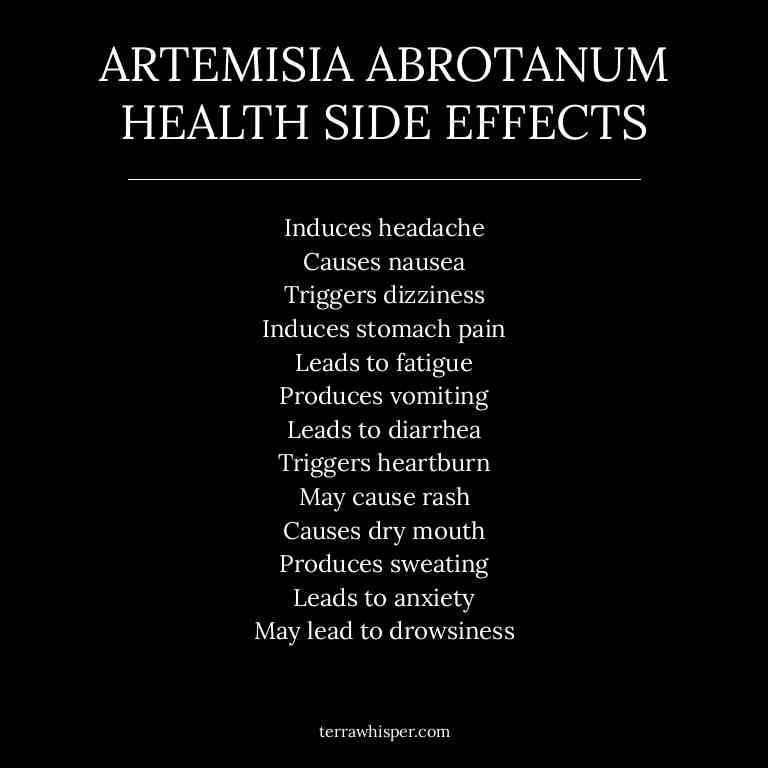 ARTEMISIA ABROTANUM
HEALTH SIDE EFFECTS
Induces headache
Causes nausea
Triggers dizziness
Induces stomach pain
Leads to fatigue
Produces vomiting
Leads to diarrhea
Triggers heartburn
May cause rash
Causes dry mouth
Produces sweating
Leads to anxiety
May lead to drowsiness
terrawhisper.com